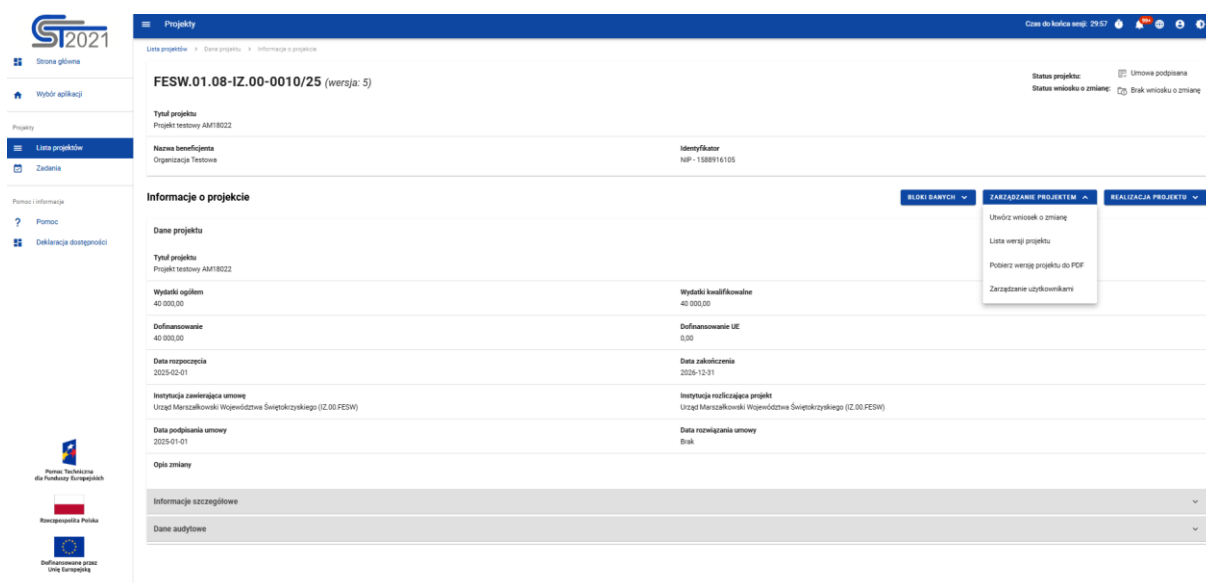 ST2021
Strona główna
Wybór aplikacji
Projekty
Lista projektów
Zadania
Pomoc i informacje
? Pomoc
Deklaracja dostępności
Pomoc Techniczna
dla Funduszy Europejskich
Rzeczpospolita Polska
Dofinansowane przez
Unię Europejską
Projekty
Czas do końca sesji: 29:57
99+
Lista projektów > Dane projektu > Informacje o projekcie
FESW.01.08-IZ.00-0010/25 (wersja: 5)
Status projektu: Umowa podpisana
Status wniosku o zmianę: Brak wniosku o zmianę
Tytuł projektu
Projekt testowy AM18022
Nazwa beneficjenta
Organizacja Testowa
Identyfikator
NIP - 1588916105
Informacje o projekcie
BLOKI DANYCH
ZARZĄDZANIE PROJEKTEM
REALIZACJA PROJEKTU
Utwórz wniosek o zmianę
Lista wersji projektu
Pobierz wersję projektu do PDF
Zarządzanie użytkownikami
Dane projektu
Tytuł projektu
Projekt testowy AM18022
Wydatki ogółem
40 000,00
Wydatki kwalifikowalne
40 000,00
Dofinansowanie
40 000,00
Dofinansowanie UE
0,00
Data rozpoczęcia
2025-02-01
Data zakończenia
2026-12-31
Instytucja zawierająca umowę
Urząd Marszałkowski Województwa Świętokrzyskiego (IZ.00.FESW)
Instytucja rozliczająca projekt
Urząd Marszałkowski Województwa Świętokrzyskiego (IZ.00.FESW)
Data podpisania umowy
2025-01-01
Data rozwiązania umowy
Brak
Opis zmiany
Informacje szczegółowe
Dane audytowe